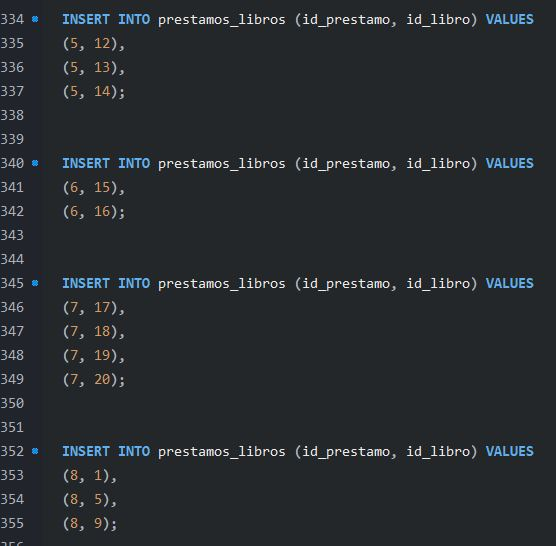 334 INSERT INTO prestamos_libros (id_prestamo, id_libro) VALUES
335 (5, 12),
336 (5, 13),
337 (5, 14);
338
339
340 INSERT INTO prestamos_libros (id_prestamo, id_libro) VALUES
341 (6, 15),
342 (6, 16);
343
344
345 INSERT INTO prestamos_libros (id_prestamo, id_libro) VALUES
346 (7, 17),
347 (7, 18),
348 (7, 19),
349 (7, 20);
350
351
352 INSERT INTO prestamos_libros (id_prestamo, id_libro) VALUES
353 (8, 1),
354 (8, 5),
355 (8, 9);